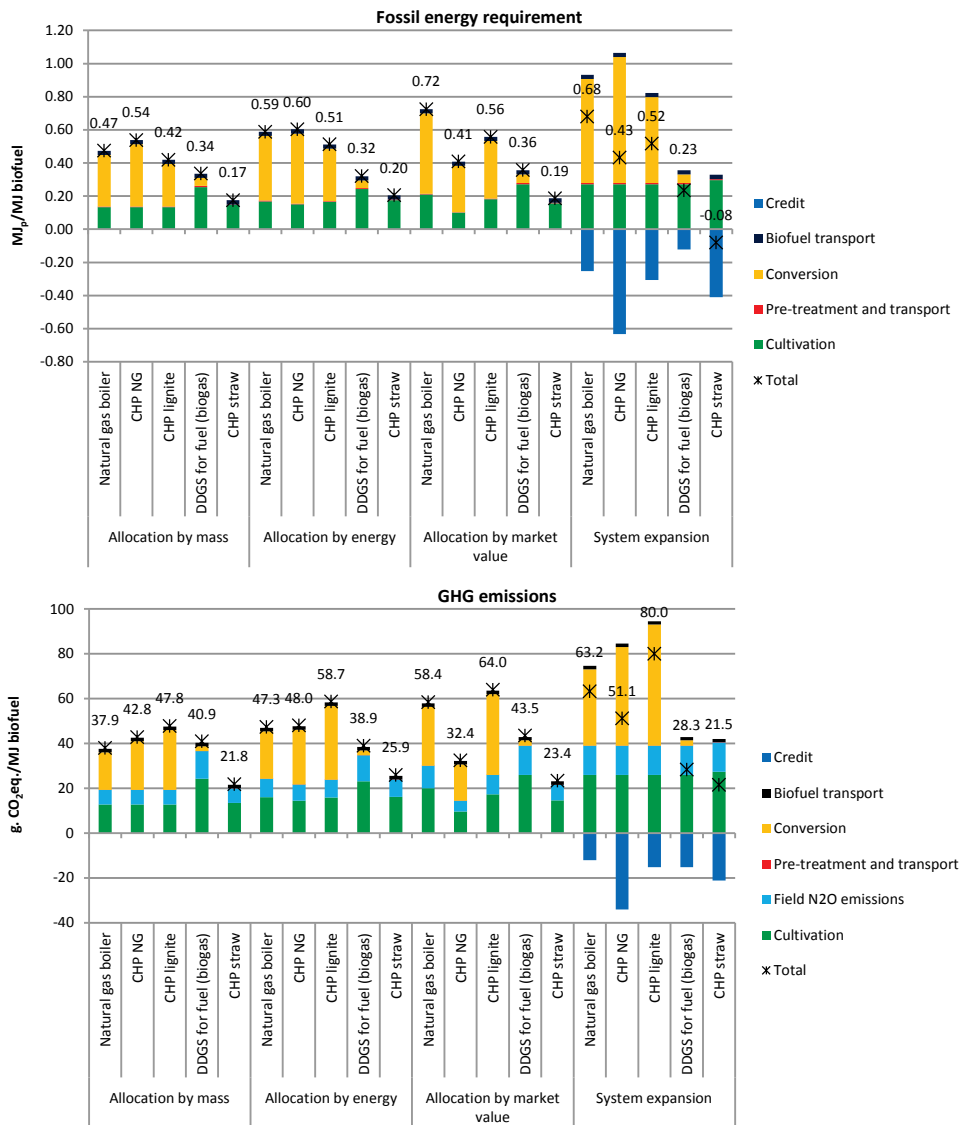 Fossil energy requirement
MJp/MJ biofuel
1.20
1.00
0.80
0.60
0.40
0.20
0.00
-0.20
-0.40
-0.60
-0.80
0.47
0.54
0.42
0.34
0.17
0.59
0.60
0.51
0.32
0.20
0.72
0.41
0.56
0.36
0.19
0.68
0.43
0.52
0.23
-0.08
Natural gas boiler
CHP NG
CHP lignite
DDGS for fuel (biogas)
CHP straw
Natural gas boiler
CHP NG
CHP lignite
DDGS for fuel (biogas)
CHP straw
Natural gas boiler
CHP NG
CHP lignite
DDGS for fuel (biogas)
CHP straw
Natural gas boiler
CHP NG
CHP lignite
DDGS for fuel (biogas)
CHP straw
Allocation by mass
Allocation by energy
Allocation by market
value
System expansion
Credit
Biofuel transport
Conversion
Pre-treatment and transport
Cultivation
Total
GHG emissions
g. CO2eq./MJ biofuel
100
80
60
40
20
0
-20
-40
37.9
42.8
47.8
40.9
21.8
47.3
48.0
58.7
38.9
25.9
58.4
32.4
64.0
43.5
23.4
63.2
51.1
80.0
28.3
21.5
Natural gas boiler
CHP NG
CHP lignite
DDGS for fuel (biogas)
CHP straw
Natural gas boiler
CHP NG
CHP lignite
DDGS for fuel (biogas)
CHP straw
Natural gas boiler
CHP NG
CHP lignite
DDGS for fuel (biogas)
CHP straw
Natural gas boiler
CHP NG
CHP lignite
DDGS for fuel (biogas)
CHP straw
Allocation by mass
Allocation by energy
Allocation by market
value
System expansion
Credit
Biofuel transport
Conversion
Pre-treatment and transport
Field N2O emissions
Cultivation
Total